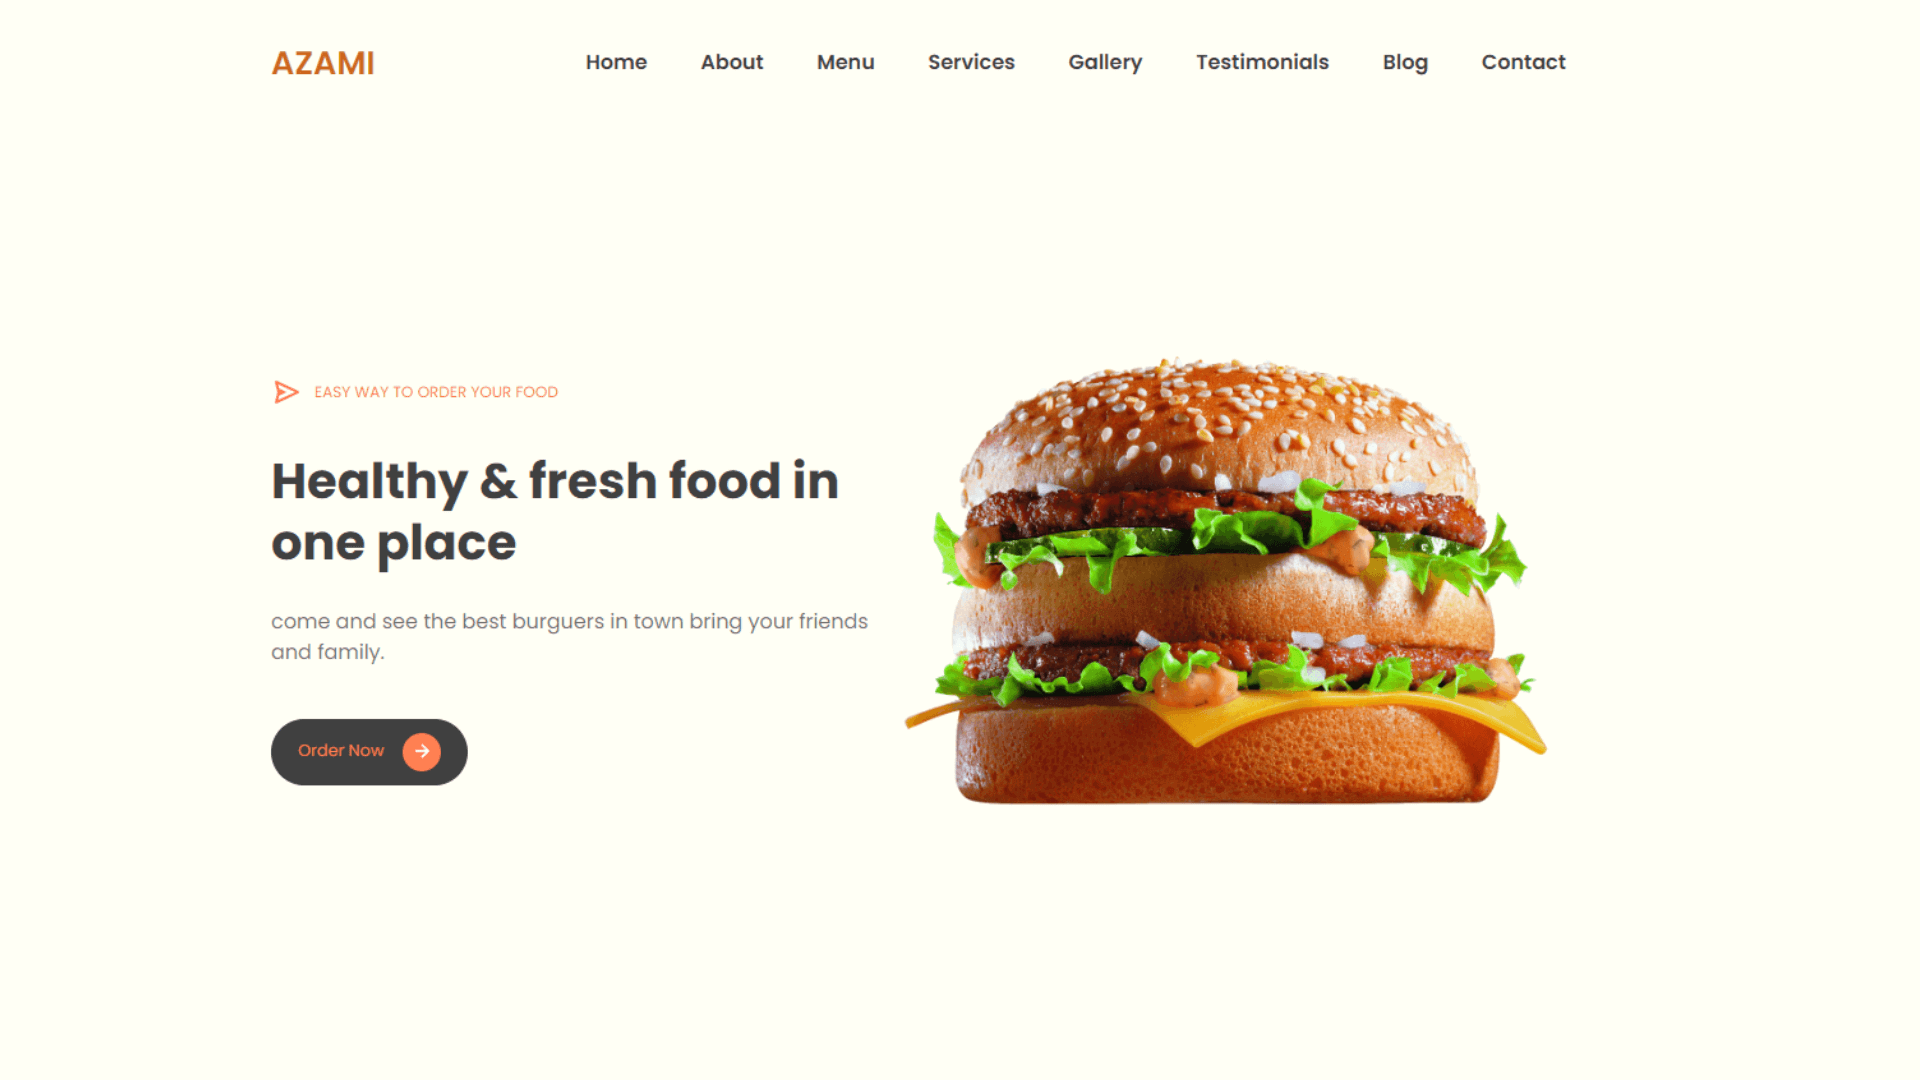 AZAMI
Home About Menu Services Gallery Testimonials Blog Contact
EASY WAY TO ORDER YOUR FOOD
Healthy & fresh food in
one place
come and see the best burguers in town bring your friends
and family.
Order Now